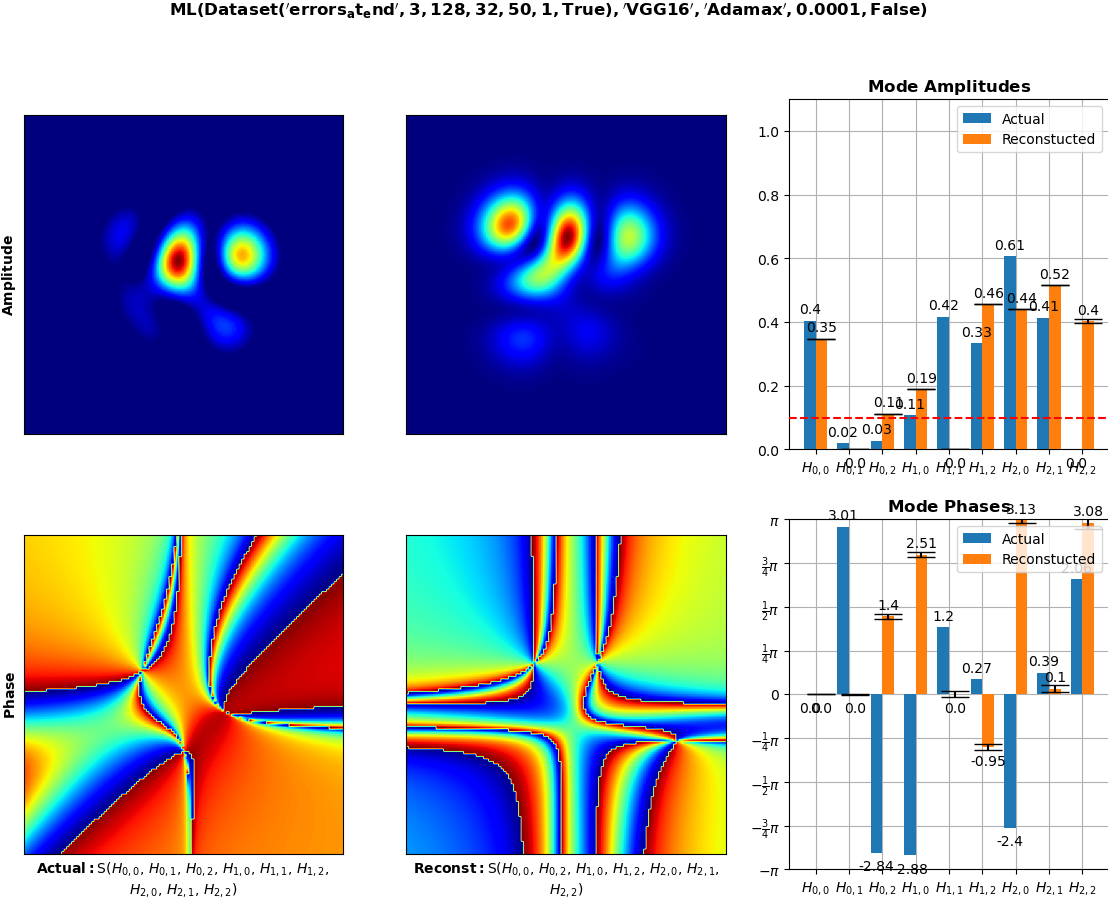 ML(Dataset('errors_at_end', 3, 128, 32, 50, 1, True), 'VGG16', 'Adamax', 0.0001, False)
Amplitude
Mode Amplitudes
Actual
Reconstucted
1.0
0.8
0.6
0.4
0.2
0.0
0.4
0.35
0.02
0.0
0.03
0.11
0.11
0.19
0.42
0.0
0.33
0.46
0.61
0.44
0.41
0.52
0.0
0.4
H0,0 H0,1 H0,2 H1,0 H1,1 H1,2 H2,0 H2,1 H2,2
Phase
Actual: S(H0,0, H0,1, H0,2, H1,0, H1,1, H1,2,
H2,0, H2,1, H2,2)
Reconst: S(H0,0, H0,2, H1,0, H1,2, H2,0, H2,1,
H2,2)
Mode Phases
Actual
Reconstucted
π
3/4π
1/2π
1/4π
0
−1/4π
−1/2π
−3/4π
−π
0.0
0.0
3.01
0.0
-2.84
1.4
-2.88
2.51
1.2
0.0
0.27
-0.95
-2.4
3.13
0.39
0.1
2.06
3.08
H0,0 H0,1 H0,2 H1,0 H1,1 H1,2 H2,0 H2,1 H2,2